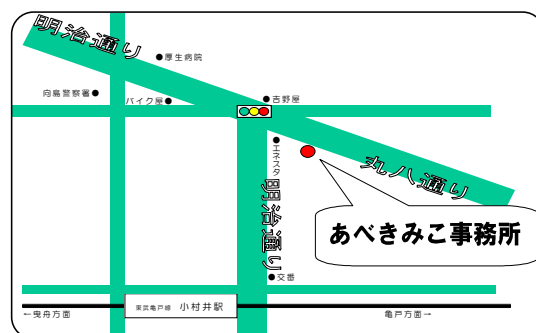 明治通り
●厚生病院
向島警察署●
バイク屋●
●吉野屋
●エネスタ
丸八通り
明治通り
あべきみこ事務所
●交番
東武亀戸線 小村井駅
←曳舟方面
亀戸方面→